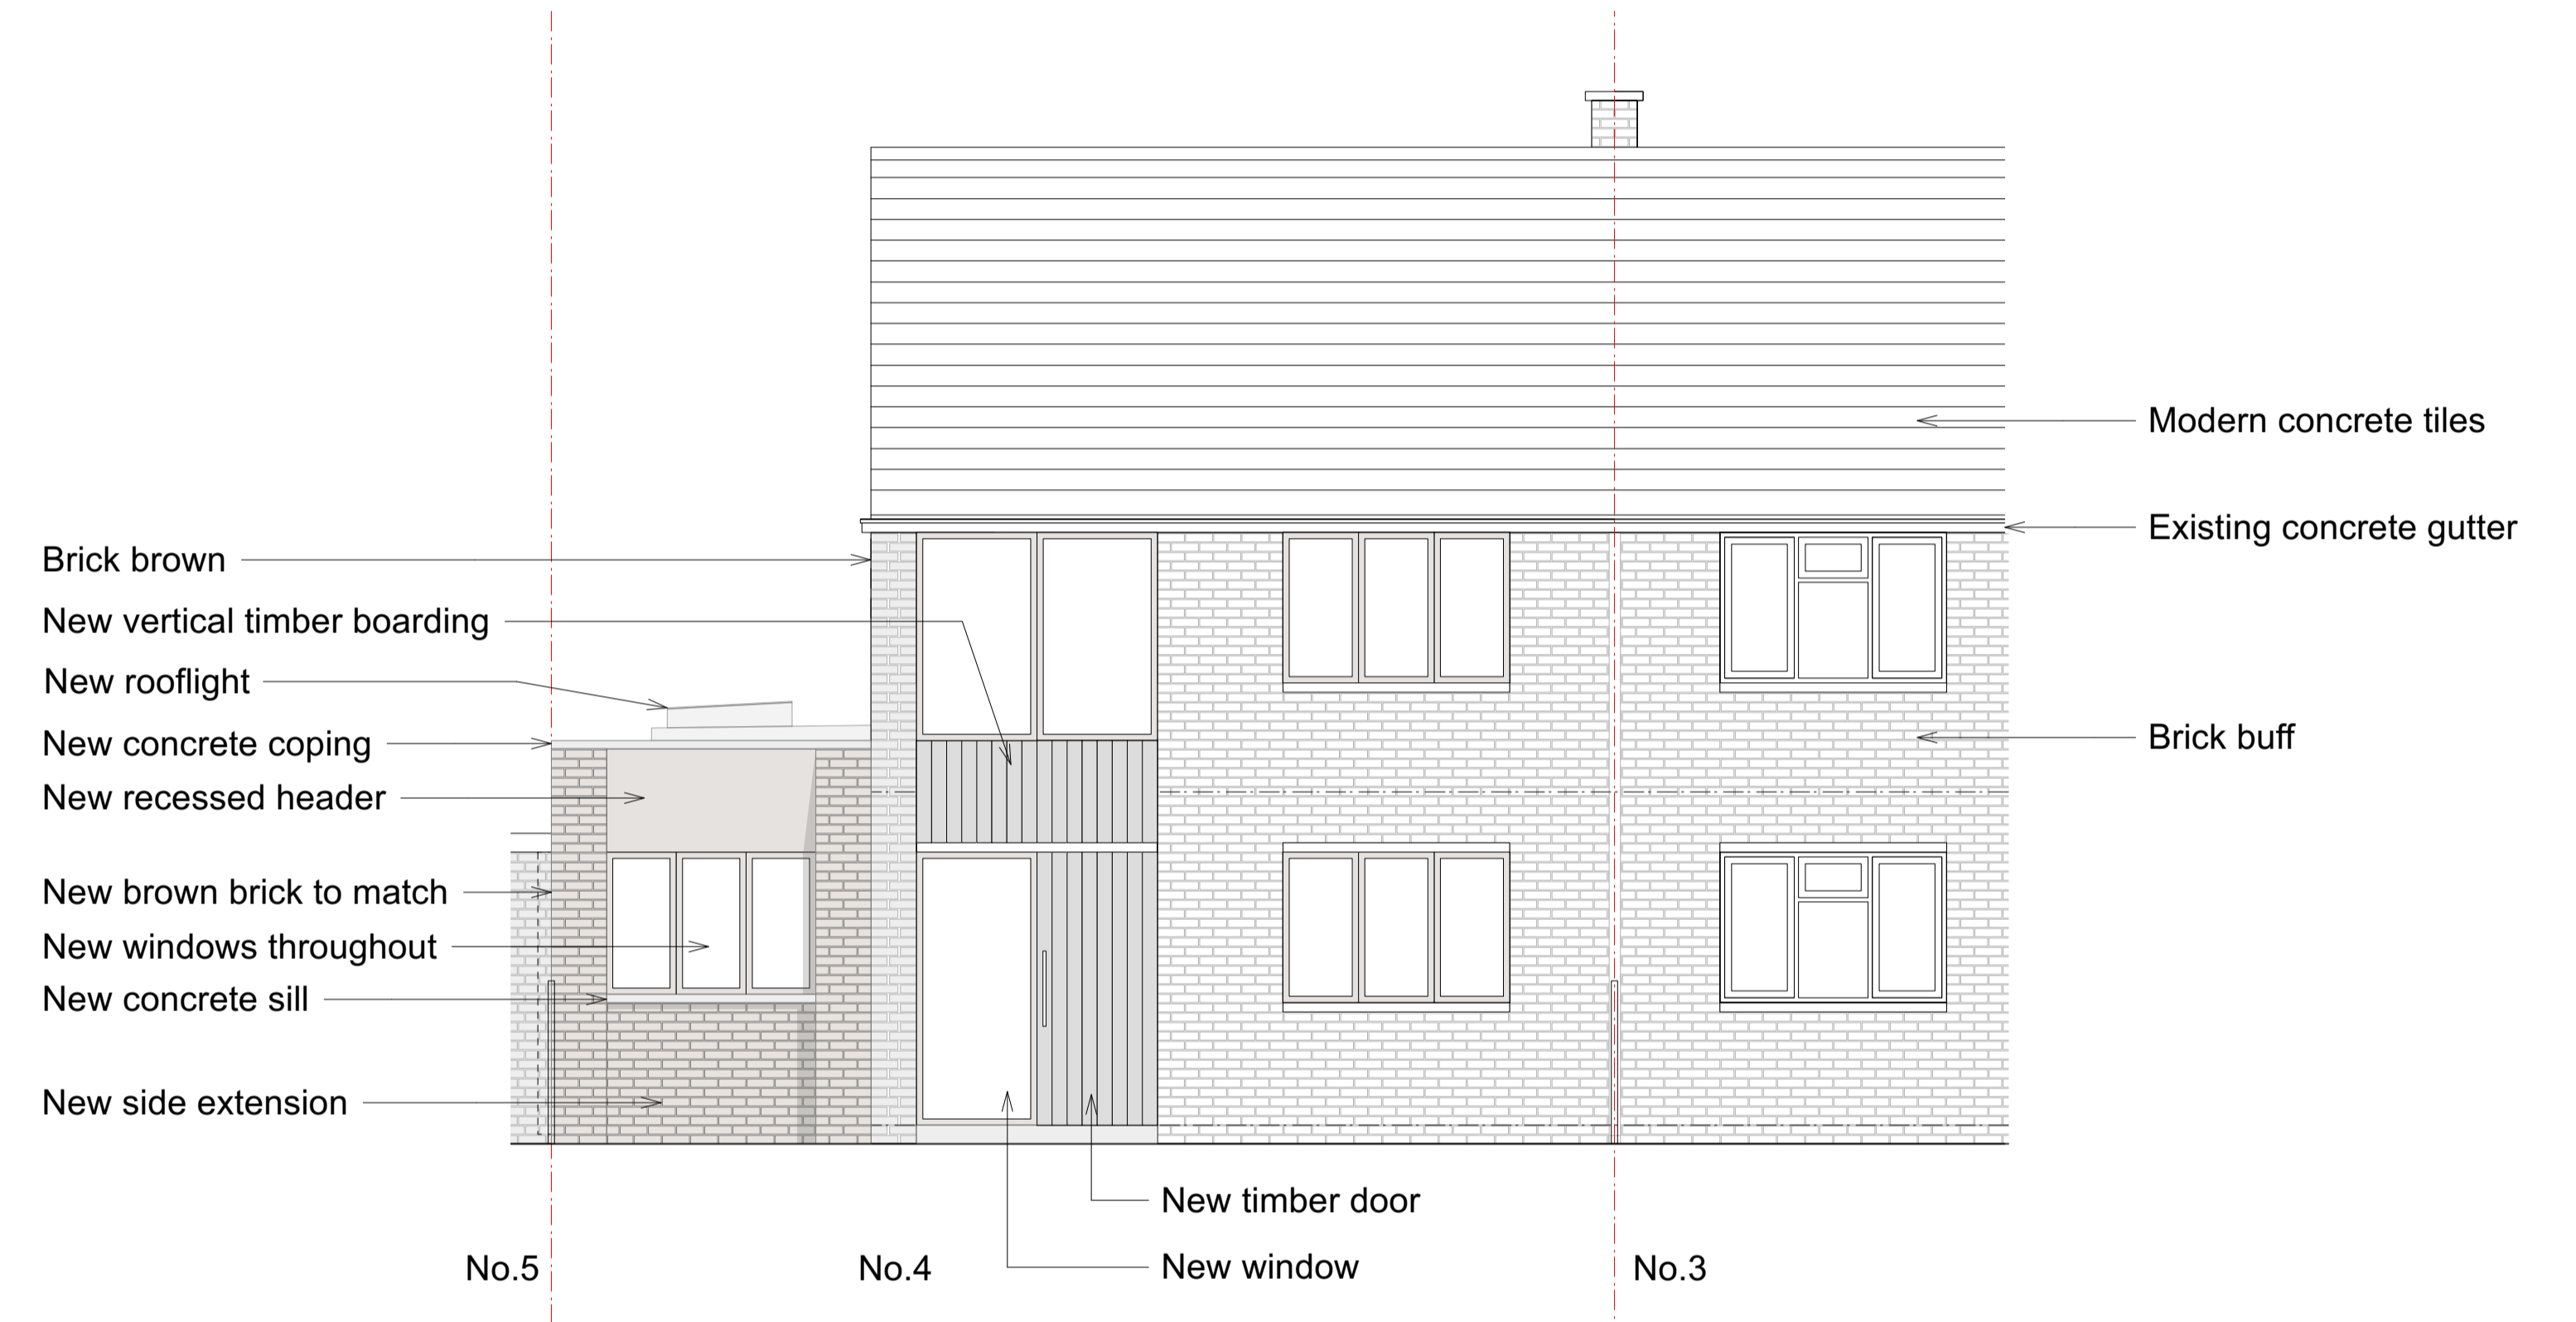 Modern concrete tiles
Existing concrete gutter
Brick brown
New vertical timber boarding
New rooflight
New concrete coping
Brick buff
New recessed header
New brown brick to match
New windows throughout
New concrete sill
New side extension
New timber door
No.5
No.4
New window
No.3